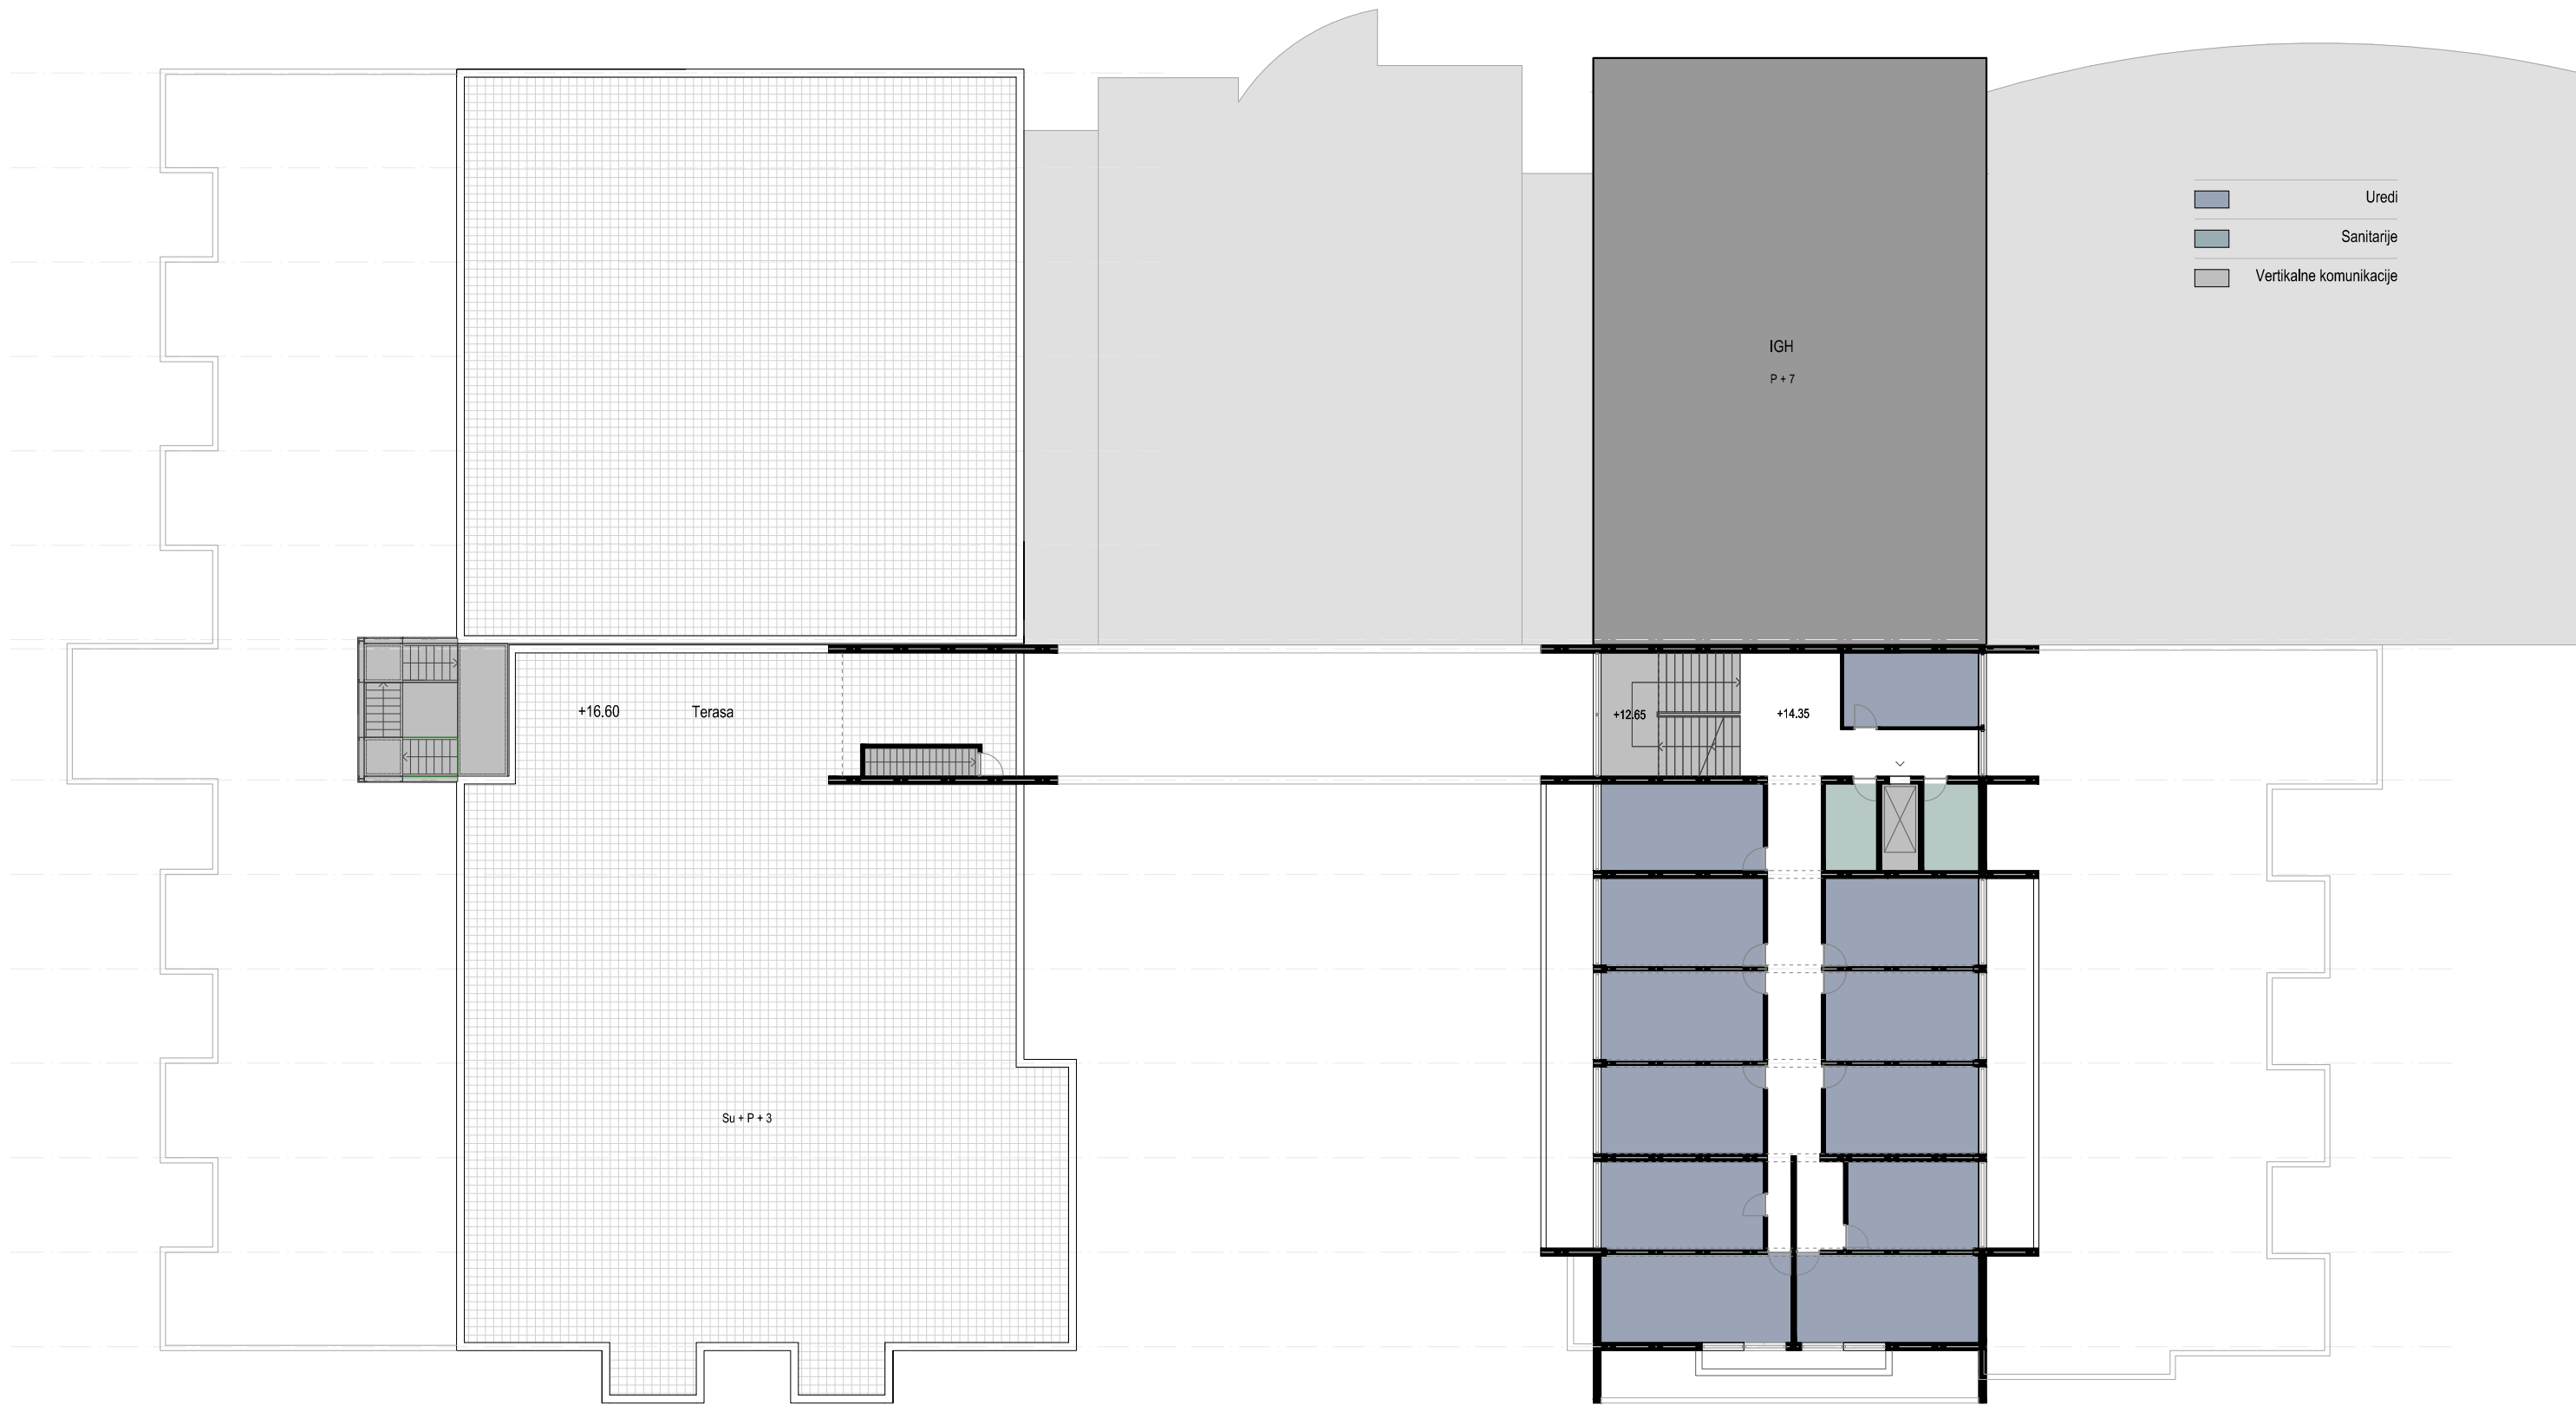 Uredi
Sanitarije
Vertikalne komunikacije
IGH
P + 7
+16.60 Terasa
+12.65
+14.35
Su + P + 3